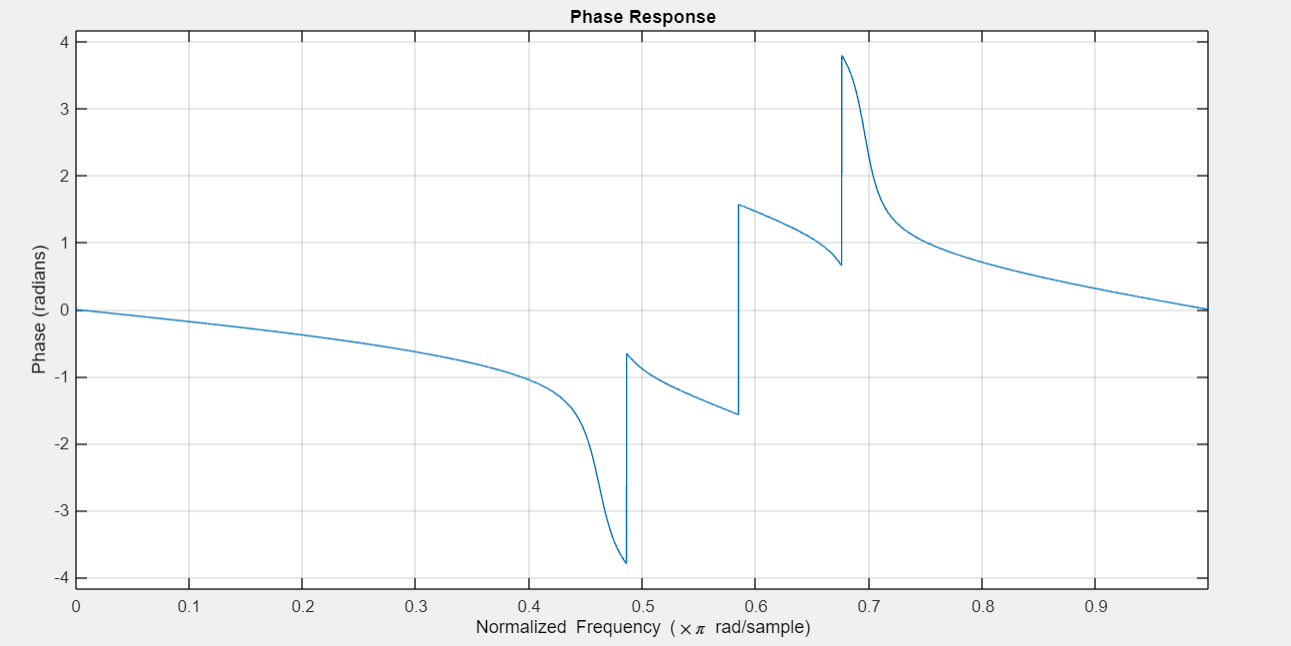 Phase Response
4
3
2
1
0
-1
-2
-3
-4
Phase (radians)
0 0.1 0.2 0.3 0.4 0.5 0.6 0.7 0.8 0.9
Normalized Frequency (×π rad/sample)